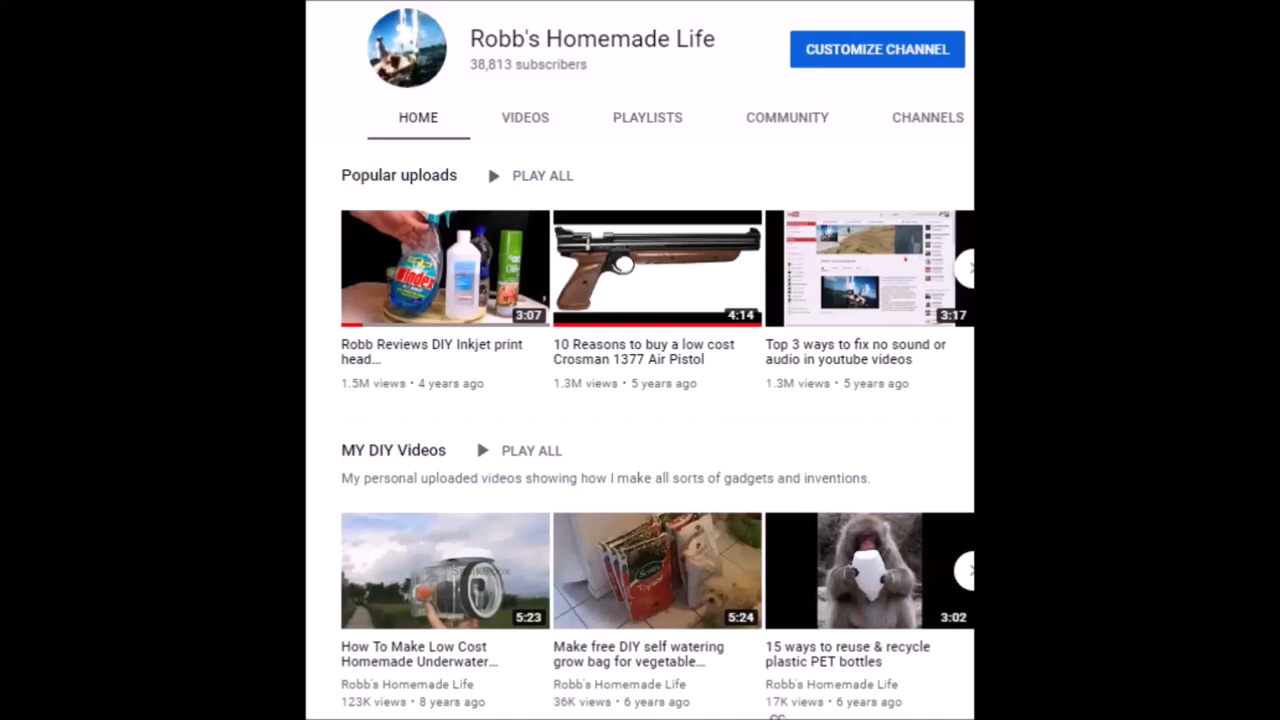 Robb's Homemade Life
38,813 subscribers
CUSTOMIZE CHANNEL
HOME
VIDEOS
PLAYLISTS
COMMUNITY
CHANNELS
Popular uploads
PLAY ALL
Windex
3:07
4:14
3:17
Robb Reviews DIY Inkjet print
head...
1.5M views • 4 years ago
10 Reasons to buy a low cost
Crosman 1377 Air Pistol
1.3M views • 5 years ago
Top 3 ways to fix no sound or
audio in youtube videos
1.3M views • 5 years ago
MY DIY Videos
PLAY ALL
My personal uploaded videos showing how I make all sorts of gadgets and inventions.
5:23
5:24
3:02
How To Make Low Cost
Homemade Underwater...
Robb's Homemade Life
123K views • 8 years ago
Make free DIY self watering
grow bag for vegetable...
Robb's Homemade Life
36K views • 6 years ago
15 ways to reuse & recycle
plastic PET bottles
Robb's Homemade Life
17K views • 6 years ago